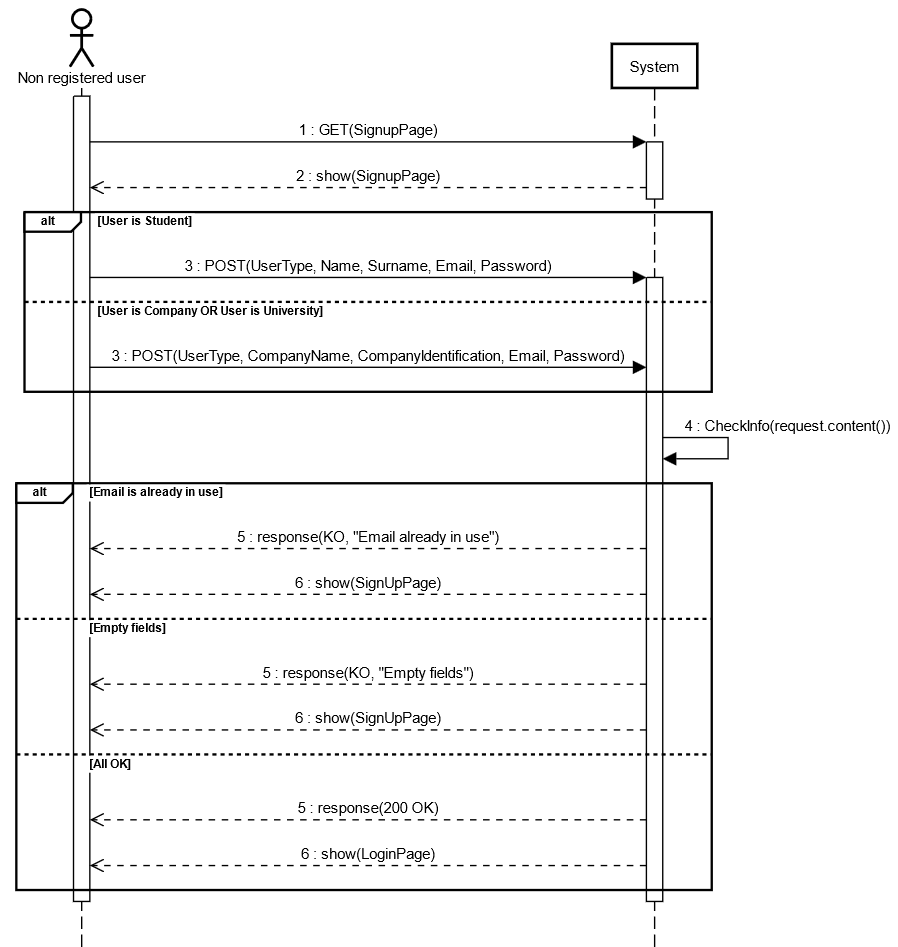 Non registered user
System
1 : GET(SignupPage)
2 : show(SignupPage)
alt
[User is Student]
3 : POST(UserType, Name, Surname, Email, Password)
[User is Company OR User is University]
3 : POST(UserType, CompanyName, CompanyIdentification, Email, Password)
4 : CheckInfo(request.content())
alt
[Email is already in use]
5 : response(KO, "Email already in use")
6 : show(SignUpPage)
[Empty fields]
5 : response(KO, "Empty fields")
6 : show(SignUpPage)
[All OK]
5 : response(200 OK)
6 : show(LoginPage)